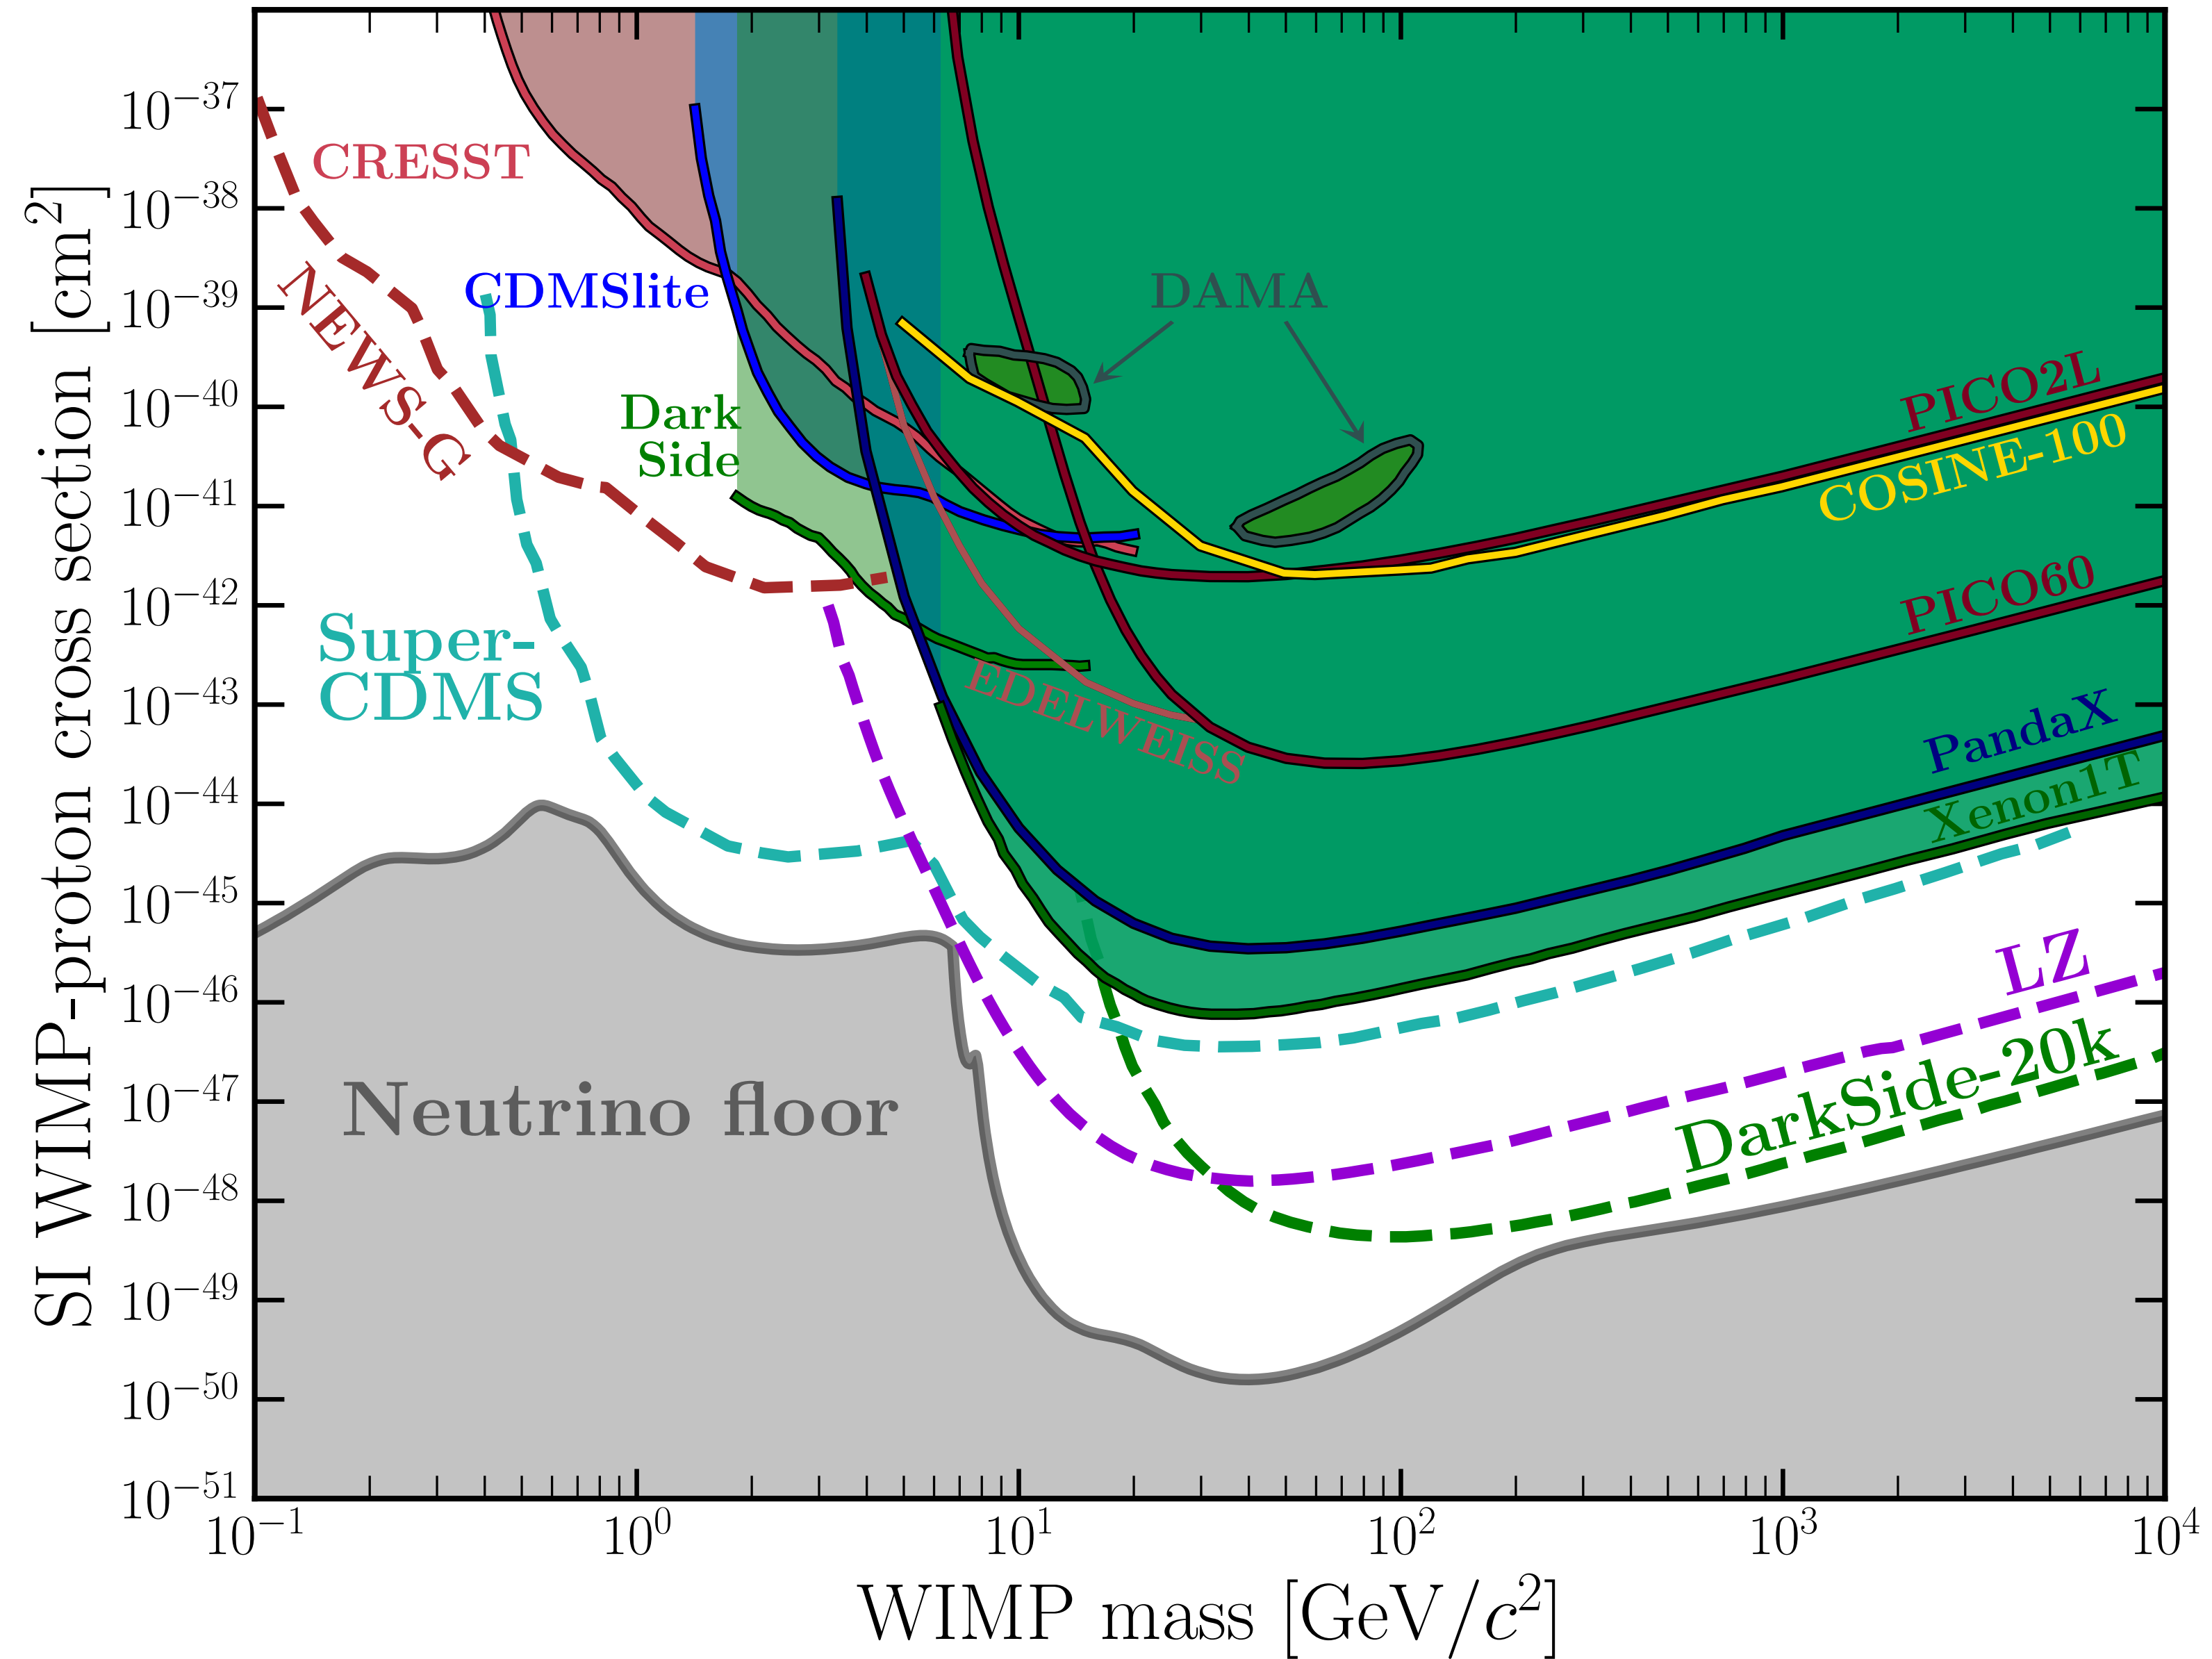 SI WIMP-proton cross section [cm²]
10⁻³⁷
10⁻³⁸
10⁻³⁹
10⁻⁴⁰
10⁻⁴¹
10⁻⁴²
10⁻⁴³
10⁻⁴⁴
10⁻⁴⁵
10⁻⁴⁶
10⁻⁴⁷
10⁻⁴⁸
10⁻⁴⁹
10⁻⁵⁰
10⁻⁵¹
CRESST
NEWS-G
CDMSlite
DAMA
Dark
Side
PICO2L
COSINE-100
PICO60
Super-
CDMS
EDELWEISS
PandaX
Xenon1T
LZ
DarkSide-20k
Neutrino floor
10⁻¹
10⁰
10¹
10²
10³
10⁴
WIMP mass [GeV/c²]